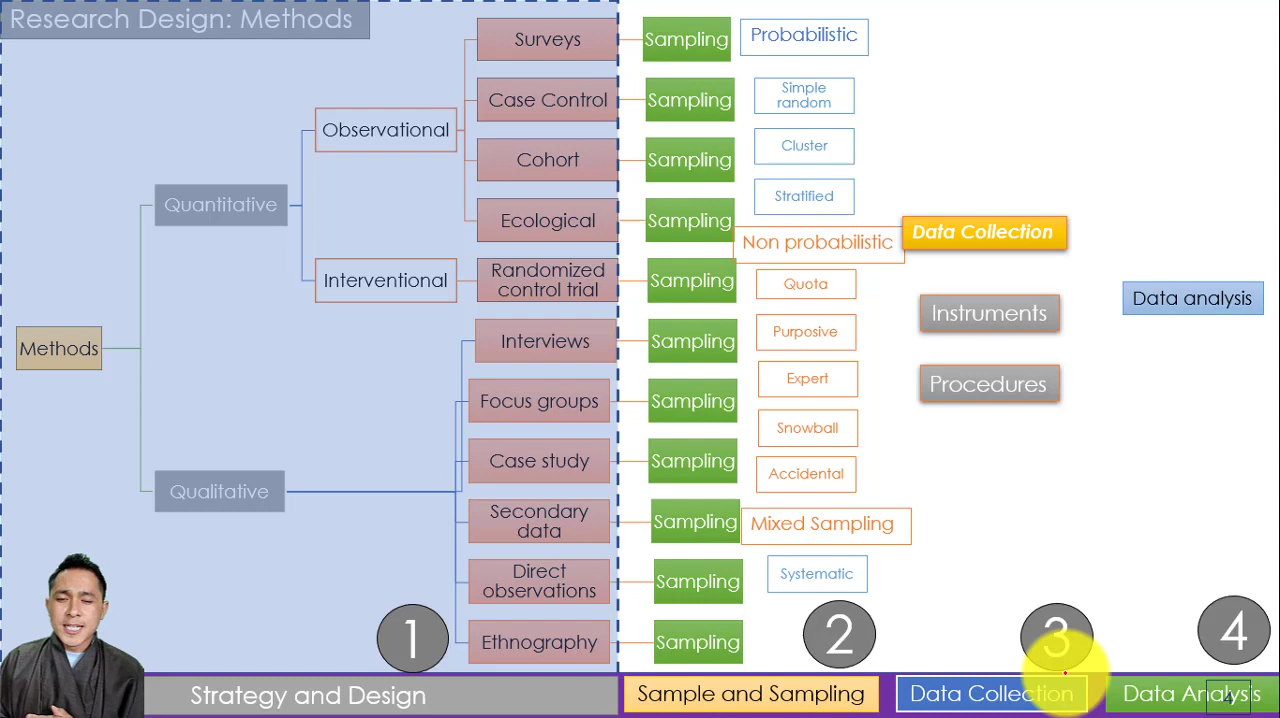 Research Design: Methods
Methods
Quantitative
Qualitative
Observational
Interventional
Surveys
Case Control
Cohort
Ecological
Randomized
control trial
Interviews
Focus groups
Case study
Secondary
data
Direct
observations
Ethnography
Sampling
Sampling
Sampling
Sampling
Sampling
Sampling
Sampling
Sampling
Sampling
Sampling
Sampling
Probabilistic
Simple
random
Cluster
Stratified
Non probabilistic
Quota
Purposive
Expert
Snowball
Accidental
Mixed Sampling
Systematic
Data Collection
Instruments
Procedures
Data analysis
1
2
3
4
Strategy and Design
Sample and Sampling
Data Collection
Data Analysis
4